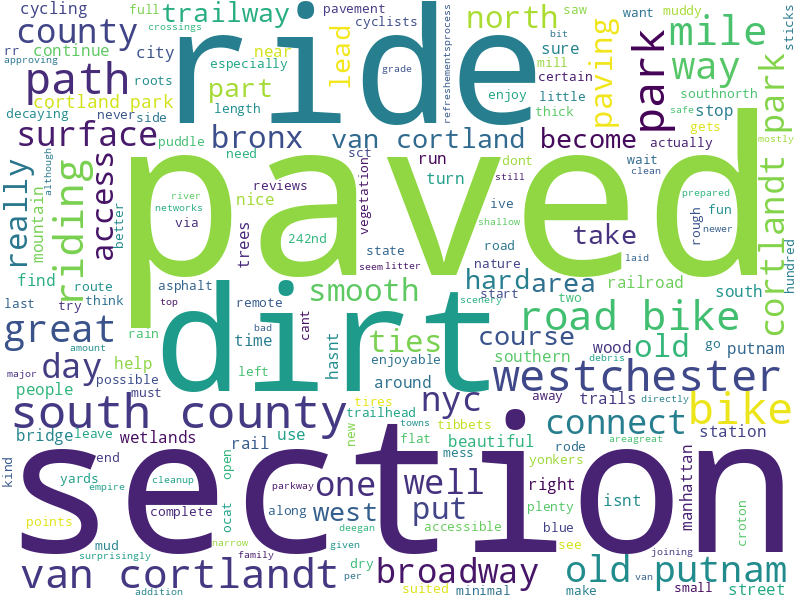 cycling
full
trailway
ride
north
saw
want
muddy
sticks
county
rr
crossings
pavement
cyclists
bit
mill
sure
mile
approving
continue
city
near
lead
refreshementsprocess
paving
park
way
path
roots
especially
part
grade
certain
cortland park
length
enjoy
little
southnorth
decaying
never
side
thick
safe
stop
surface
puddle
bronx
van cortland
become
gets
mostly
although
need
sct
run
dont
actually
cortlandt park
really
mountain
riding
access
better
paved
river
networks
nice
reviews
vegetation
turn
still
ive
wait
clean
prepared
newer
fun
rough
via
trees
242nd
shallow
take
find
route
state
road
seem
litter
nature
laid
hundred
think
asphalt
remote
dirt
smooth
start
hard
area
railroad
south
last
try
top
scenery
two
great
rain
time
bad
cant
hasnt
ties
road bike
amount
day
help
left
enjoyable
course
southern
wood
old
go
putnam
debris
major
possible
must
people
around
westchester
south county
tires
nyc
away
trails
directly
bike
trailhead
towns
tibbets
connect
bridge
leave
wetlands
rail
use
new
flat
beautiful
rode
areagreat
station
kind
end
yards
empire
cleanup
open
parkway
mess
yonkers
section
one
well
right
isnt
manhattan
points
complete
ocat
along
west
deegan
put
accessible
plenty
blue
croton
mud
surprisingly
narrow
family
given
dry
see
joining
van cortlandt
addition
per
suited
broadway
minimal
make
old putnam
van
small
street